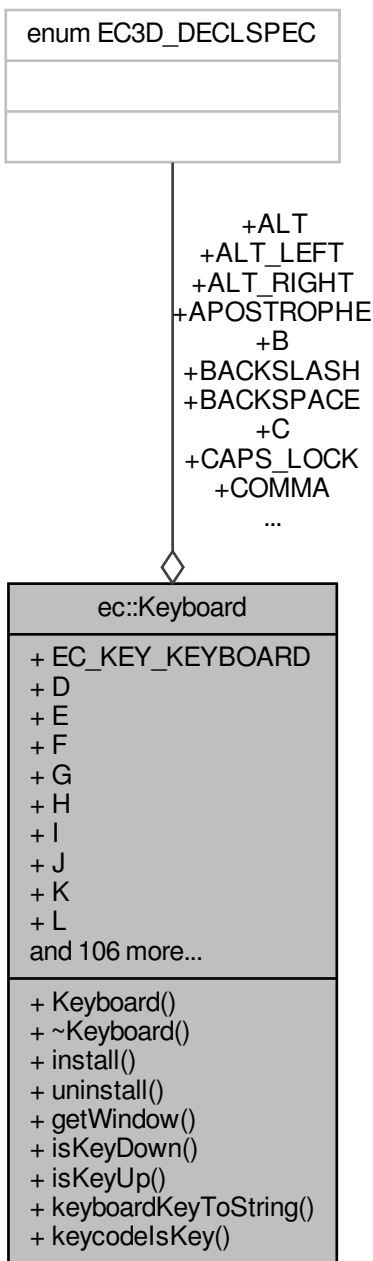 enum EC3D_DECLSPEC
+ALT
+ALT_LEFT
+ALT_RIGHT
+APOSTROPHE
+B
+BACKSLASH
+BACKSPACE
+C
+CAPS_LOCK
+COMMA
...
ec::Keyboard
+ EC_KEY_KEYBOARD
+ D
+ E
+ F
+ G
+ H
+ I
+ J
+ K
+ L
and 106 more...
+ Keyboard()
+ ~Keyboard()
+ install()
+ uninstall()
+ getWindow()
+ isKeyDown()
+ isKeyUp()
+ keyboardKeyToString()
+ keycodeIsKey()